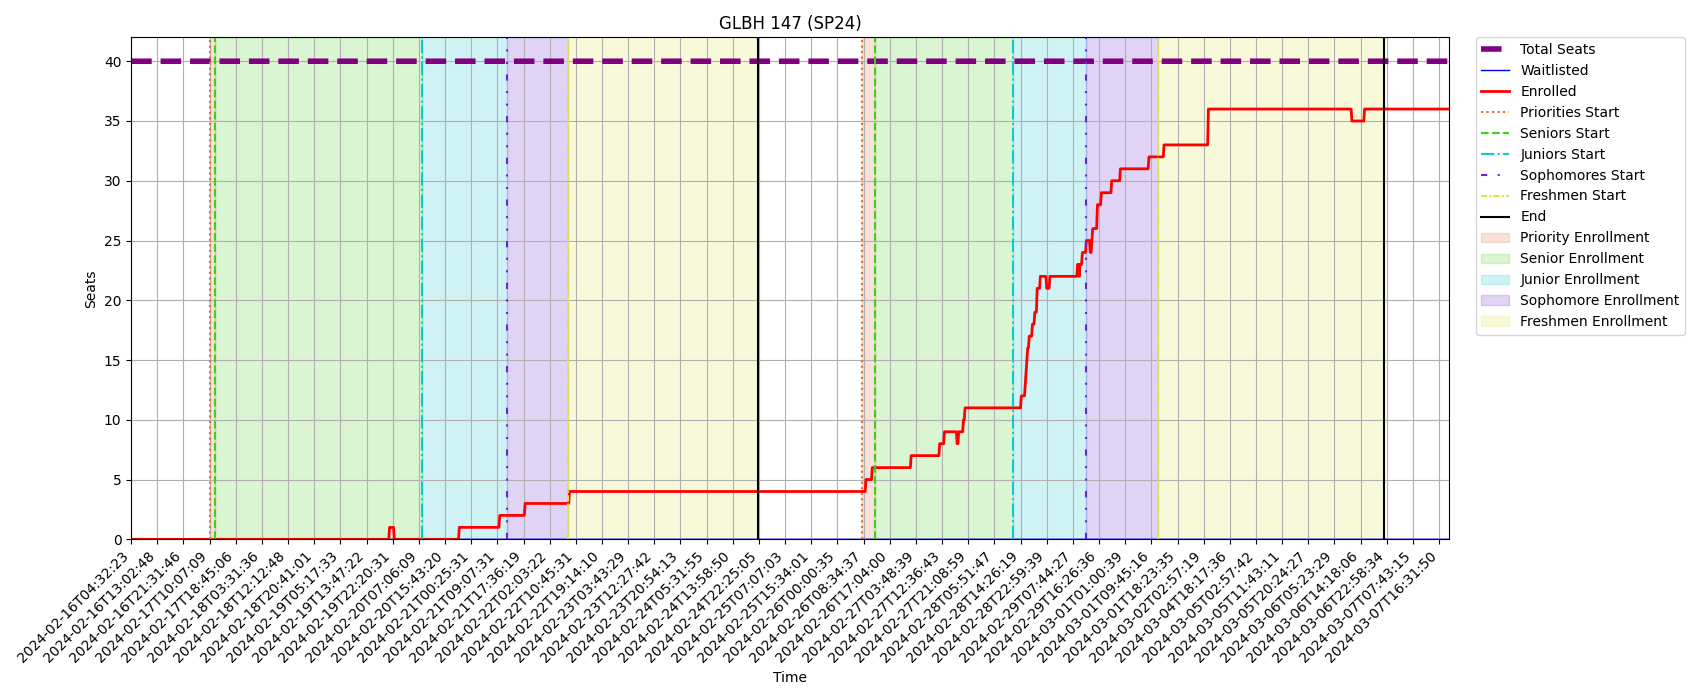 GLBH 147 (SP24)
Seats
40
35
30
25
20
15
10
5
0
2024-02-16T04:32:23
2024-02-16T13:02:48
2024-02-16T21:31:46
2024-02-17T10:07:09
2024-02-17T18:45:06
2024-02-18T03:31:36
2024-02-18T12:12:48
2024-02-18T20:41:01
2024-02-19T05:17:33
2024-02-19T13:47:22
2024-02-19T22:20:31
2024-02-20T07:06:09
2024-02-20T15:43:20
2024-02-21T00:25:31
2024-02-21T09:07:31
2024-02-21T17:36:19
2024-02-22T02:03:22
2024-02-22T10:45:31
2024-02-22T19:14:10
2024-02-23T03:43:29
2024-02-23T12:27:42
2024-02-23T20:54:13
2024-02-24T05:31:55
2024-02-24T13:58:50
2024-02-24T22:25:05
2024-02-25T07:07:03
2024-02-25T15:34:01
2024-02-26T00:00:35
2024-02-26T08:34:37
2024-02-26T17:04:00
2024-02-27T03:48:39
2024-02-27T12:36:43
2024-02-27T21:08:59
2024-02-28T05:51:47
2024-02-28T14:26:19
2024-02-28T22:59:39
2024-02-29T07:44:27
2024-02-29T16:26:36
2024-03-01T01:00:39
2024-03-01T09:45:16
2024-03-01T18:23:35
2024-03-02T02:57:19
2024-03-04T18:17:36
2024-03-05T02:57:42
2024-03-05T11:43:11
2024-03-05T20:24:27
2024-03-06T05:23:29
2024-03-06T14:18:06
2024-03-06T22:58:34
2024-03-07T07:43:15
2024-03-07T16:31:50
Time
Total Seats
Waitlisted
Enrolled
Priorities Start
Seniors Start
Juniors Start
Sophomores Start
Freshmen Start
End
Priority Enrollment
Senior Enrollment
Junior Enrollment
Sophomore Enrollment
Freshmen Enrollment